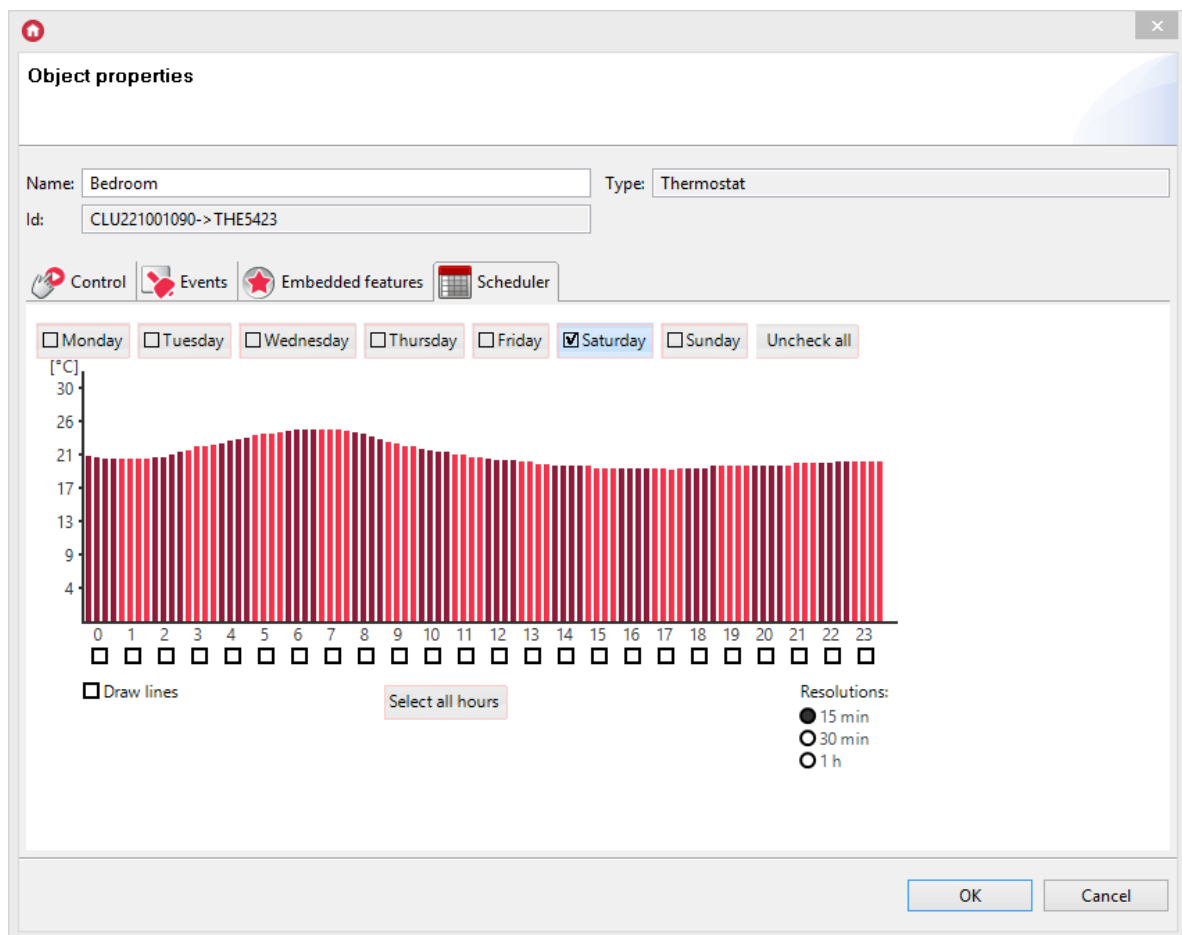 Object properties
Name: Bedroom Type: Thermostat
Id: CLU221001090->THE5423
Control Events Embedded features Scheduler
Monday Tuesday Wednesday Thursday Friday Saturday Sunday Uncheck all
[°C]
30
26
21
17
13
9
4
0 1 2 3 4 5 6 7 8 9 10 11 12 13 14 15 16 17 18 19 20 21 22 23
Draw lines Select all hours Resolutions:
15 min
30 min
1 h
OK Cancel